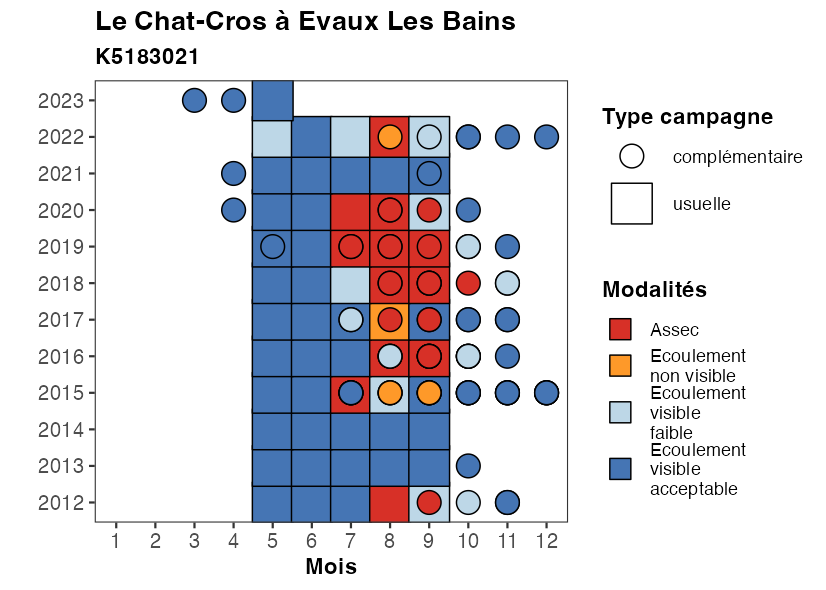 Le Chat-Cros à Evaux Les Bains
K5183021
2023
2022
2021
2020
2019
2018
2017
2016
2015
2014
2013
2012
1 2 3 4 5 6 7 8 9 10 11 12
Mois
Type campagne
complémentaire
usuelle
Modalités
Assec
Ecoulement
non visible
Ecoulement
visible
faible
Ecoulement
visible
acceptable